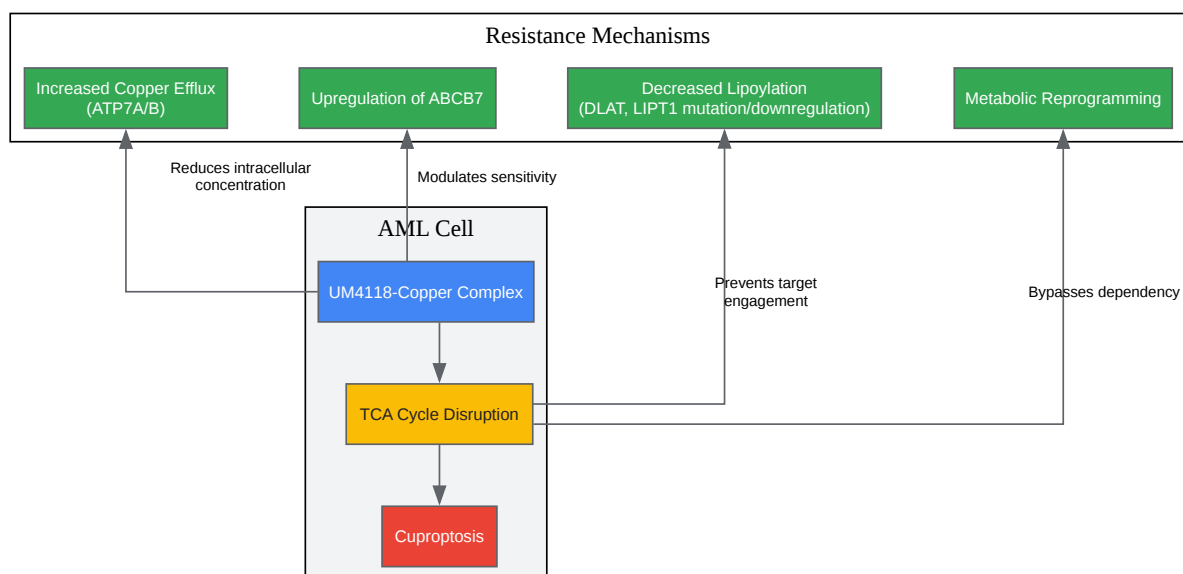 Resistance Mechanisms
Increased Copper Efflux
(ATP7A/B)
Upregulation of ABCB7
Decreased Lipoylation
(DLAT, LIPT1 mutation/downregulation)
Metabolic Reprogramming
Reduces intracellular
concentration
Modulates sensitivity
AML Cell
UM4118-Copper Complex
Prevents target
engagement
Bypasses dependency
TCA Cycle Disruption
Cuproptosis